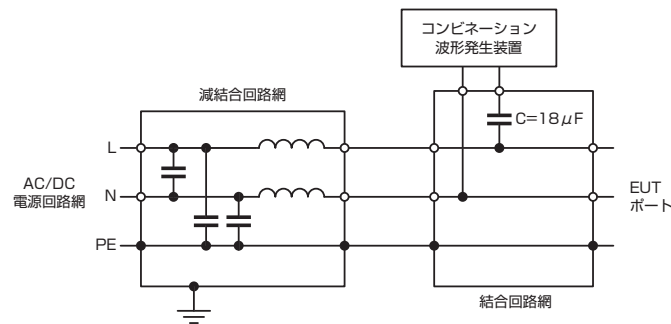 コンビネーション
波形発生装置
減結合回路網
C=18μF
L
AC/DC
電源回路網
N
EUT
ポート
PE
結合回路網